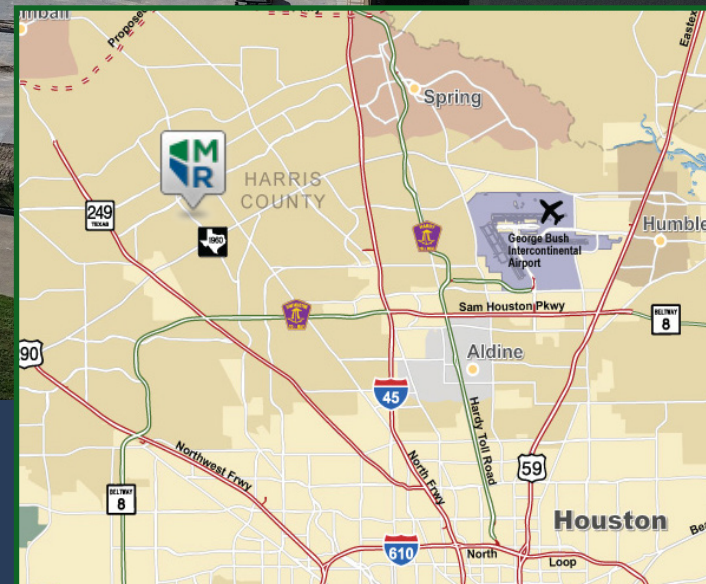 Proposed
Spring
M
R
HARRIS
COUNTY
249
TEXAS
1960
George Bush
Intercontinental
Airport
Humble
Sam Houston Pkwy
BELTWAY
8
90
Aldine
45
Hardy Toll Road
Northwest Frwy
North Frwy
59
BELTWAY
8
Houston
610
North
Loop